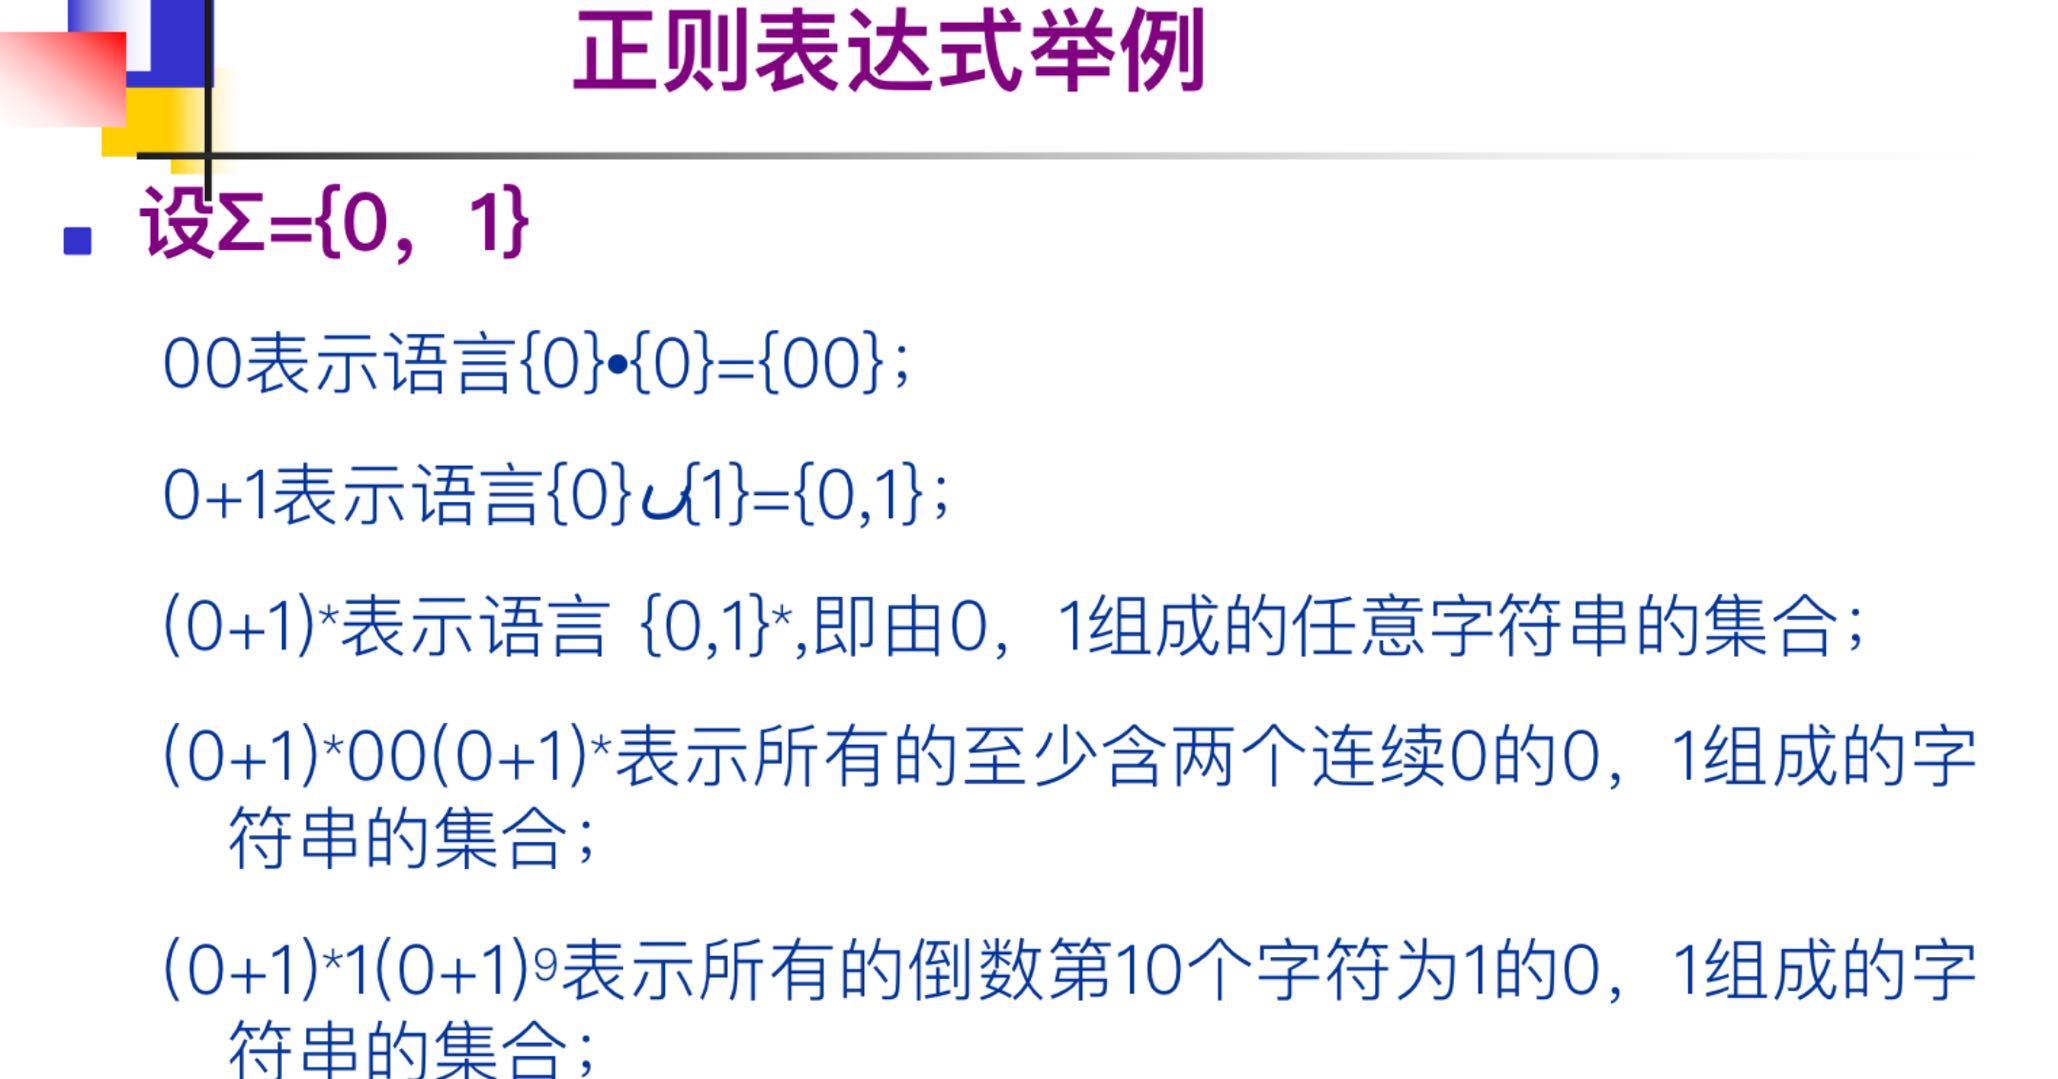 正则表达式举例
设Σ={0，1}
00表示语言{0}•{0}={00}；
0+1表示语言{0}∪{1}={0,1}；
(0+1)*表示语言 {0,1}*,即由0，1组成的任意字符串的集合；
(0+1)*00(0+1)*表示所有的至少含两个连续0的0，1组成的字
符串的集合；
(0+1)*1(0+1)⁹表示所有的倒数第10个字符为1的0，1组成的字
符串的集合；